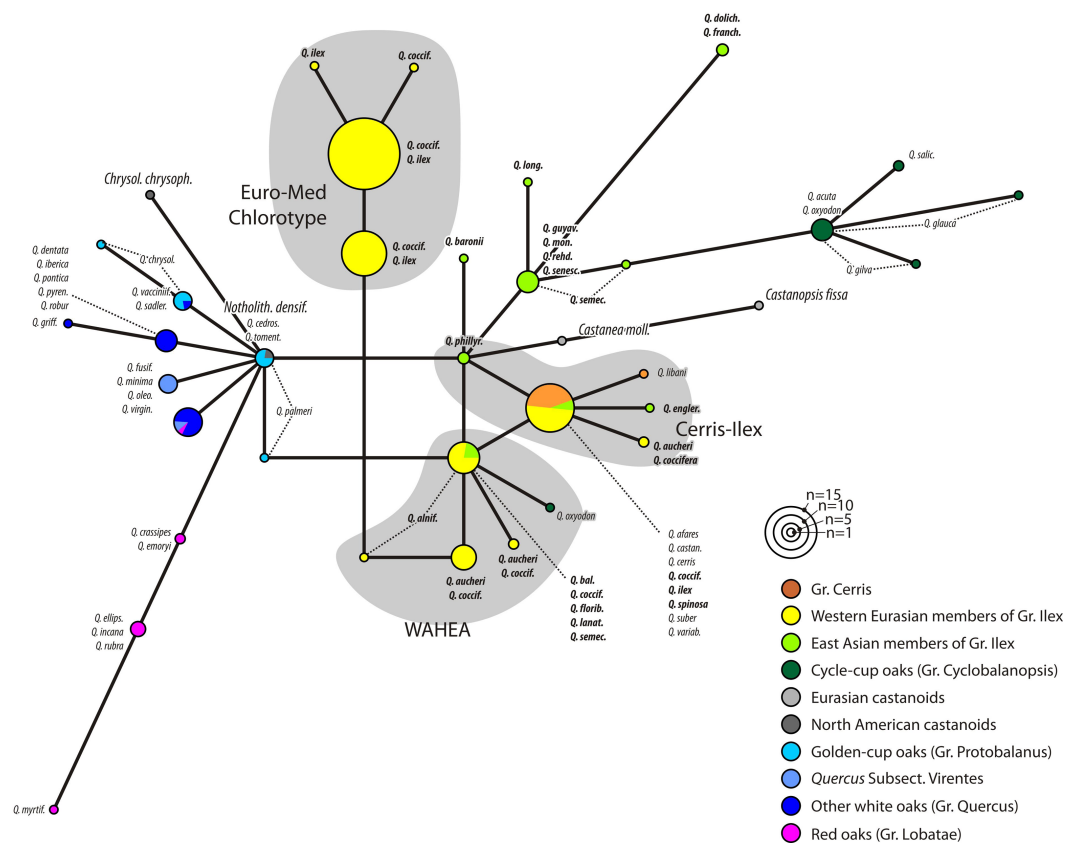 Q. dolich.
Q. franch.
Q. ilex
Q. coccif.
Q. coccif.
Q. ilex
Euro-Med
Chlorotype
Q. coccif.
Q. ilex
Chrysol. chrysoph.
Q. long.
Q. salic.
Q. acuta
Q. oxyodon
Q. glauca
Q. gilva
Q. guyav.
Q. mon.
Q. rehd.
Q. senesc.
Q. semec.
Q. baronii
Q. dentata
Q. iberica
Q. pontica
Q. pyren.
Q. robur
Q. griff.
Q. chrysol.
Q. vacciniif.
Q. sadler.
Notholith. densif.
Q. cedros.
Q. toment.
Castanopsis fissa
Castanea moll.
Q. phillyr.
Q. fusif.
Q. minima
Q. oleo.
Q. virgin.
Q. palmeri
Q. libani
Q. engler.
Cerris-Ilex
Q. aucheri
Q. coccifera
Q. alnif.
Q. oxyodon
Q. aucheri
Q. coccif.
Q. aucheri
Q. coccif.
WAHEA
Q. bal.
Q. coccif.
Q. florib.
Q. lanat.
Q. semec.
Q. afares
Q. castan.
Q. cerris
Q. coccif.
Q. ilex
Q. spinosa
Q. suber
Q. variab.
Q. crassipes
Q. emoryi
Q. ellips.
Q. incana
Q. rubra
Q. myrtif.
n=15
n=10
n=5
n=1
Gr. Cerris
Western Eurasian members of Gr. Ilex
East Asian members of Gr. Ilex
Cycle-cup oaks (Gr. Cyclobalanopsis)
Eurasian castanoids
North American castanoids
Golden-cup oaks (Gr. Protobalanus)
Quercus Subsect. Virentes
Other white oaks (Gr. Quercus)
Red oaks (Gr. Lobatae)